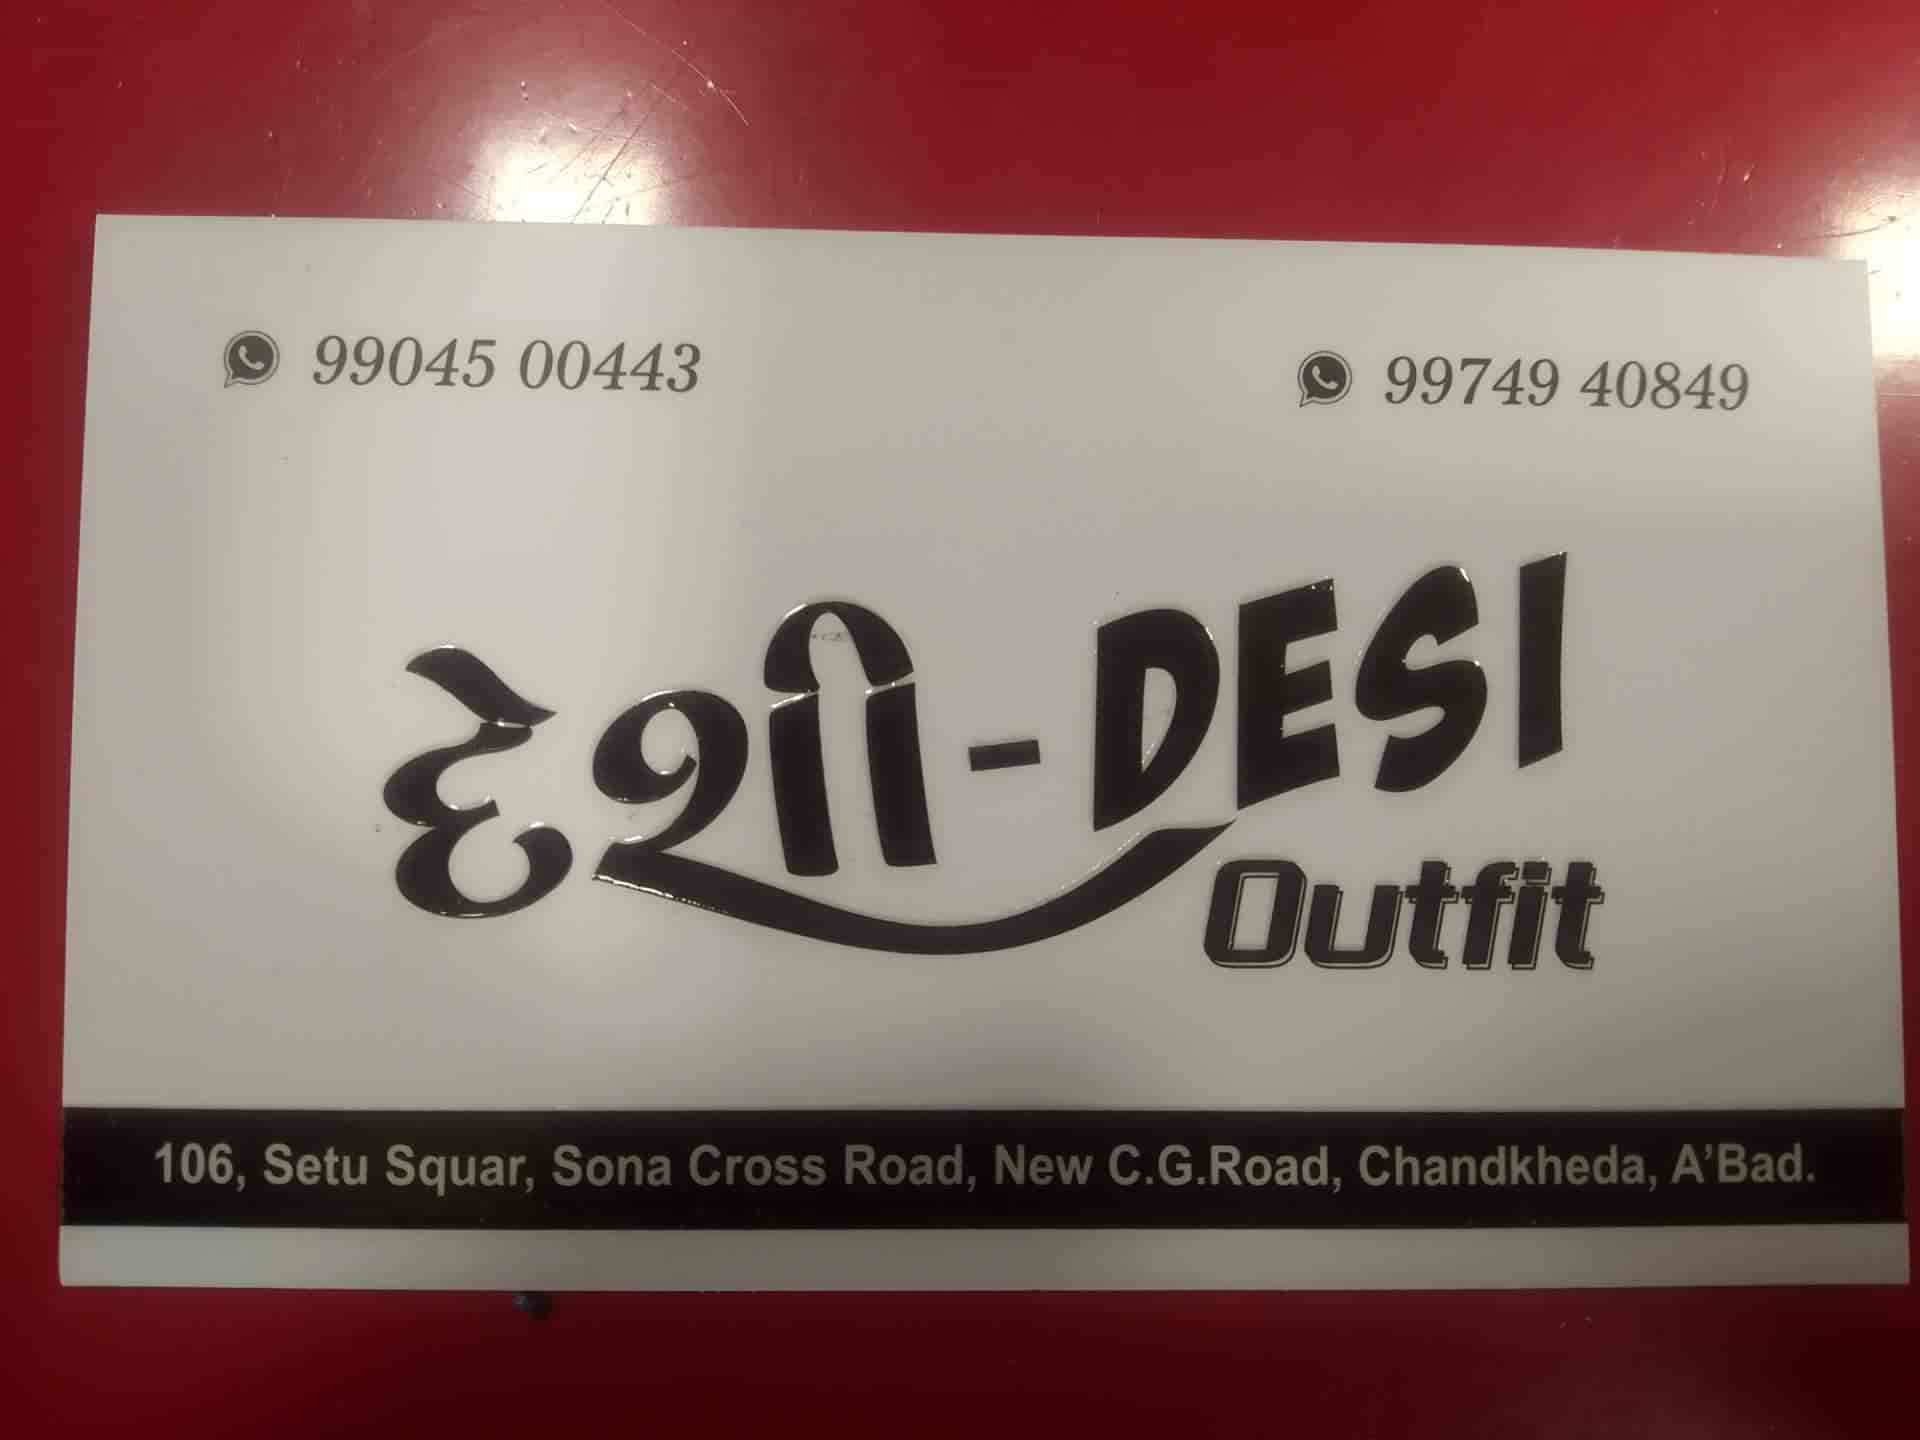 99045 00443
99749 40849
દેશી-DESI
Outfit
106, Setu Squar, Sona Cross Road, New C.G.Road, Chandkheda, A'Bad.